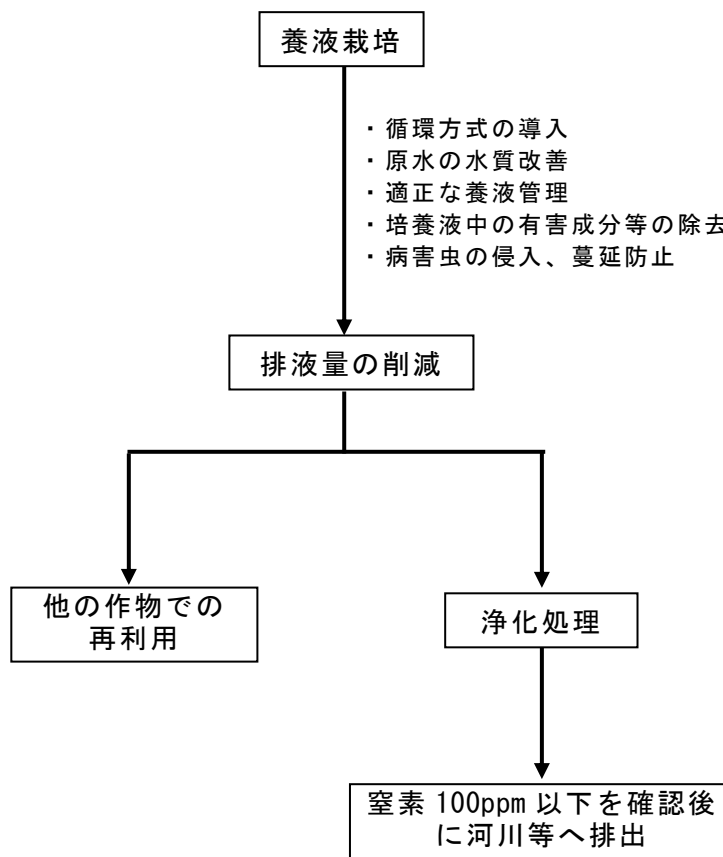 養液栽培
・循環方式の導入
・原水の水質改善
・適正な養液管理
・培養液中の有害成分等の除去
・病害虫の侵入、蔓延防止
排液量の削減
他の作物での
再利用
浄化処理
窒素 100ppm 以下を確認後
に河川等へ排出